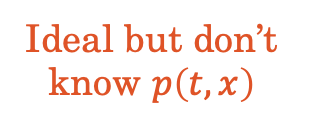 Ideal but don’t
know p(t, x)